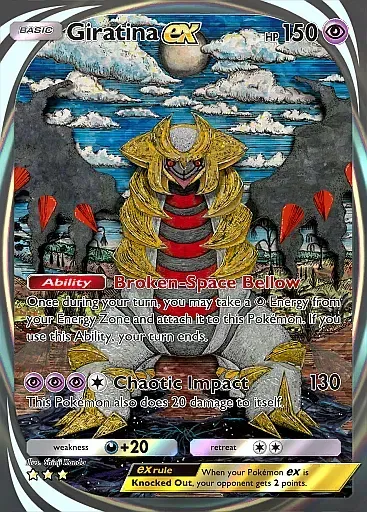 BASIC Giratina ex HP 150
Ability Broken-Space Bellow
Once during your turn, you may take a Energy from
your Energy Zone and attach it to this Pokémon. If you
use this Ability, your turn ends.
Chaotic Impact 130
This Pokémon also does 20 damage to itself.
weakness +20 retreat
Illus. Shinji Kanda
ex rule When your Pokémon ex is
Knocked Out, your opponent gets 2 points.